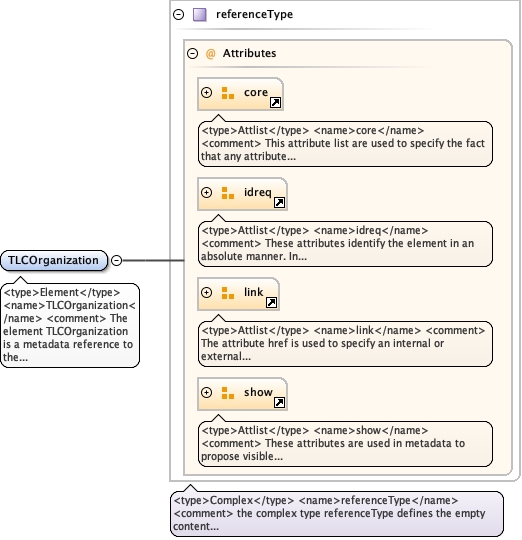 referenceType
@ Attributes
core
<type>Attlist</type> <name>core</name>
<comment> This attribute list are used to specify the fact
that any attribute...
idreq
<type>Attlist</type> <name>idreq</name>
<comment> These attributes identify the element in an
absolute manner. In...
TLCOrganization
<type>Element</type>
<name>TLCOrganization<
/name> <comment> The
element TLCOrganization
is a metadata reference to
the...
link
<type>Attlist</type> <name>link</name> <comment>
The attribute href is used to specify an internal or
external...
show
<type>Attlist</type> <name>show</name>
<comment> These attributes are used in metadata to
propose visible...
<type>Complex</type> <name>referenceType</name>
<comment> the complex type referenceType defines the empty
content...